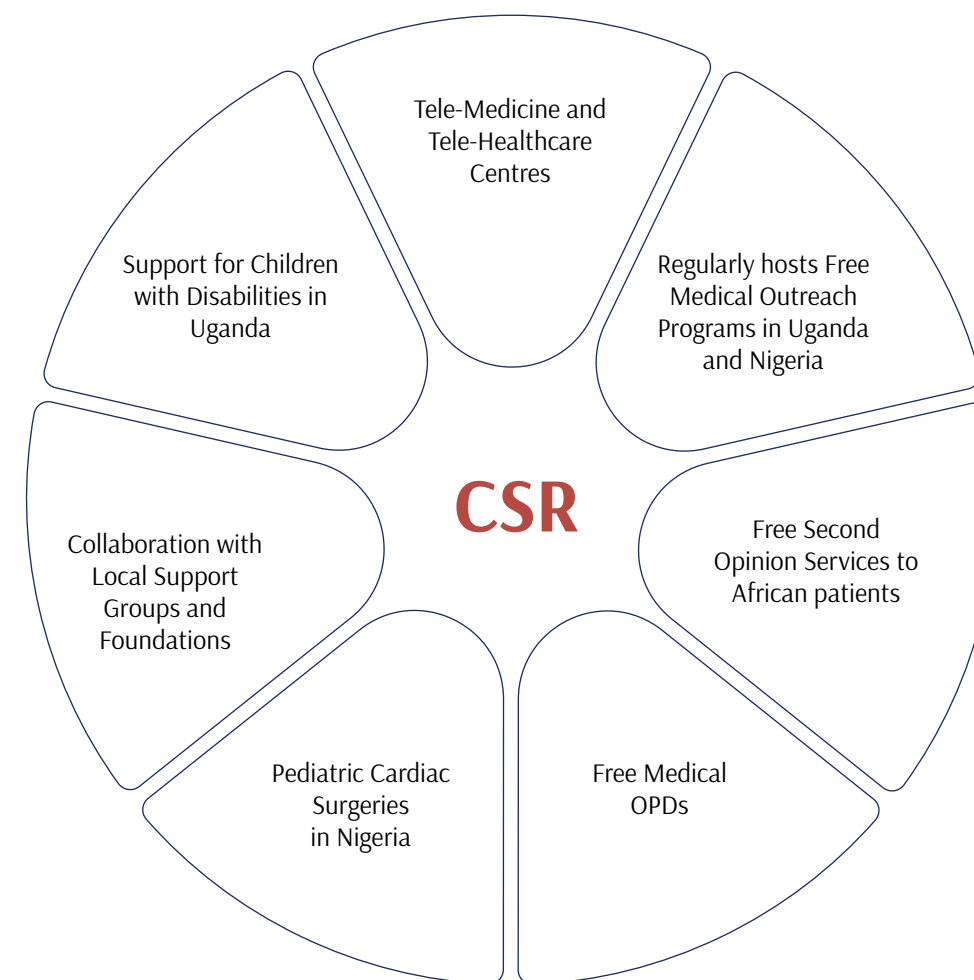 Tele-Medicine and
Tele-Healthcare
Centres
Regularly hosts Free
Medical Outreach
Programs in Uganda
and Nigeria
Free Second
Opinion Services to
African patients
Free Medical
OPDs
Pediatric Cardiac
Surgeries
in Nigeria
Collaboration with
Local Support
Groups and
Foundations
Support for Children
with Disabilities in
Uganda
CSR